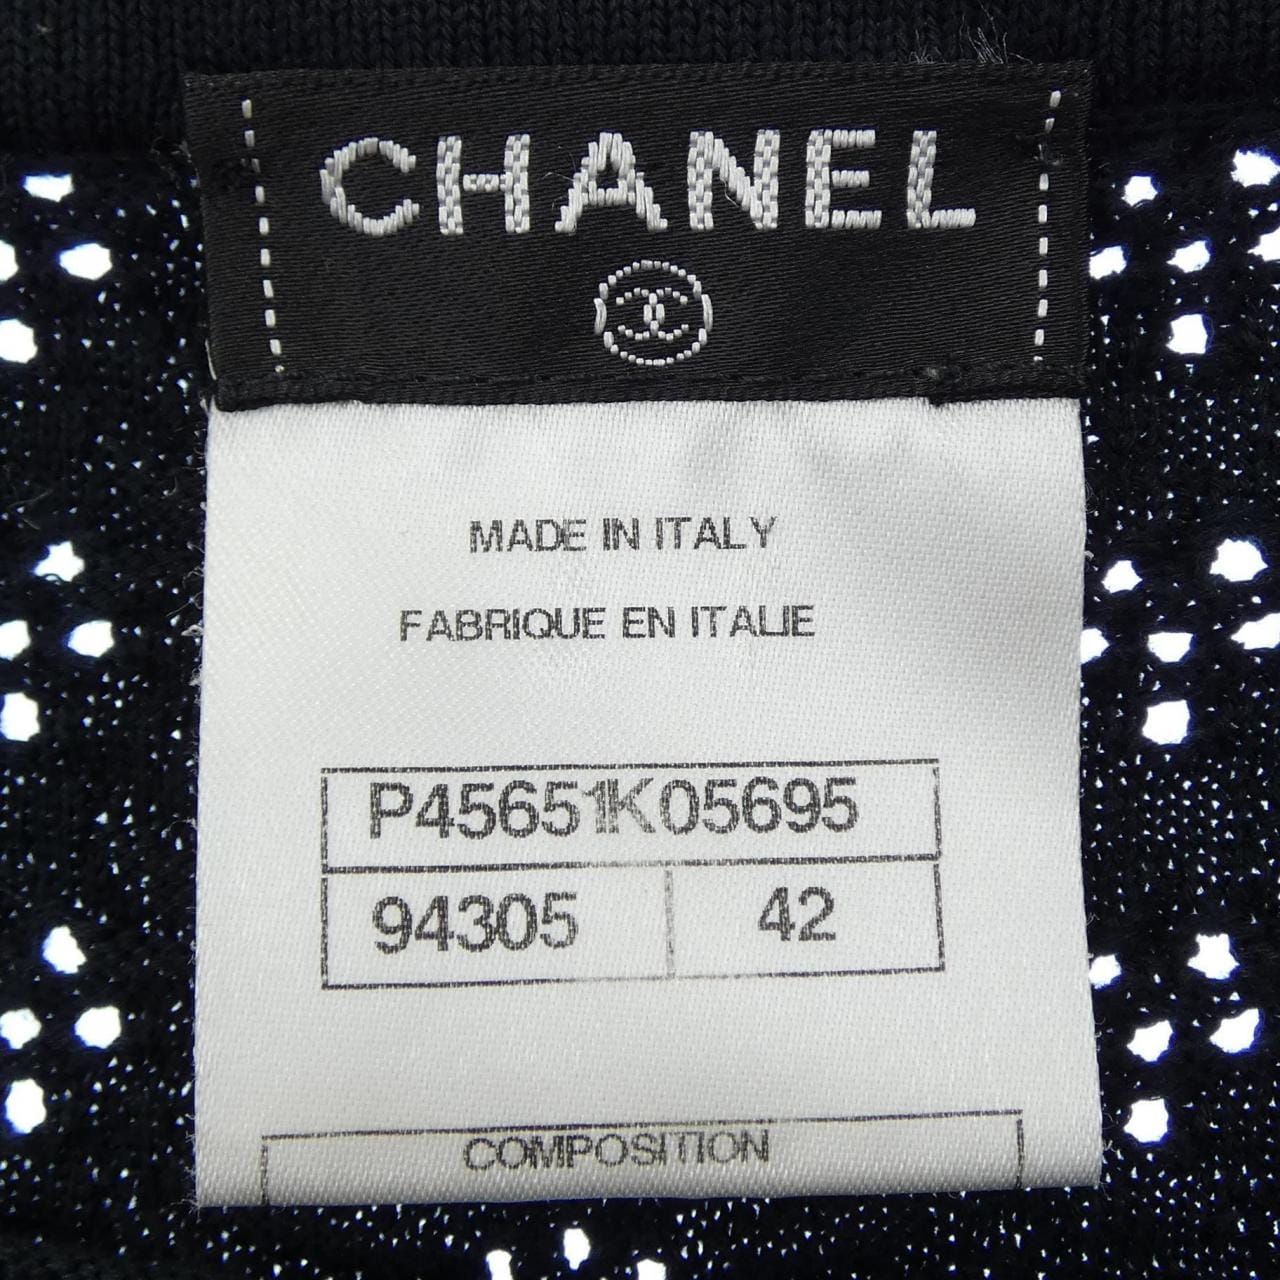 CHANEL
MADE IN ITALY
FABRIQUE EN ITALIE
P45651K05695
94305 42
COMPOSITION